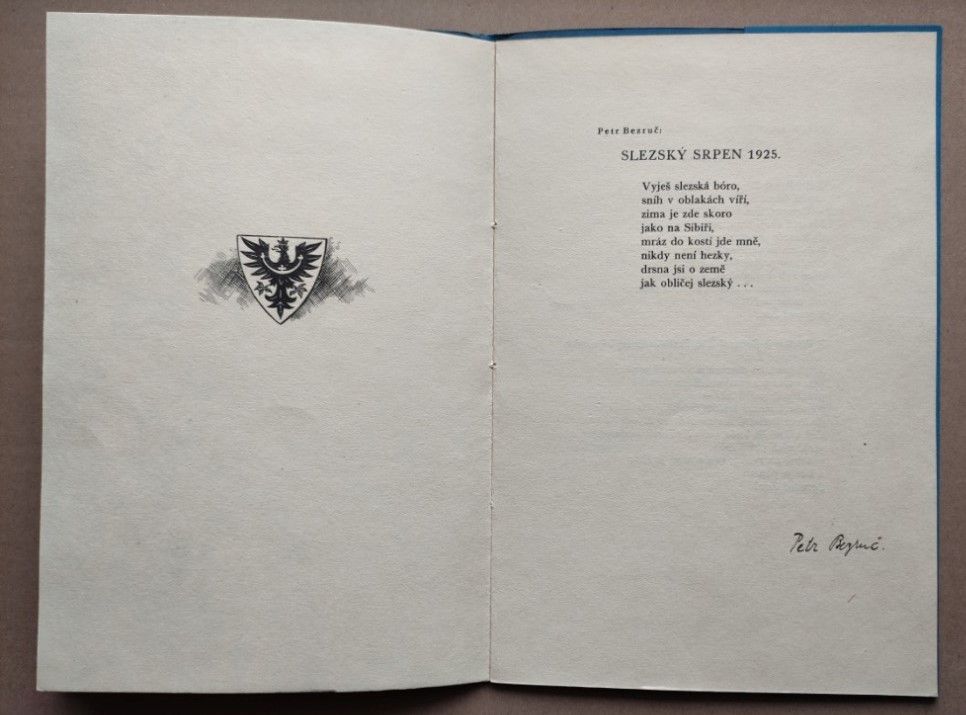 Petr Bezruč:
SLEZSKÝ SRPEN 1925.
Vyješ slezská bóro,
sníh v oblakách víří,
zima je zde skoro
jako na Sibiři,
mráz do kostí jde mně,
nikdy není hezky,
drsna jsi o země
jak obličej slezský . . .
Petr Bezruč.